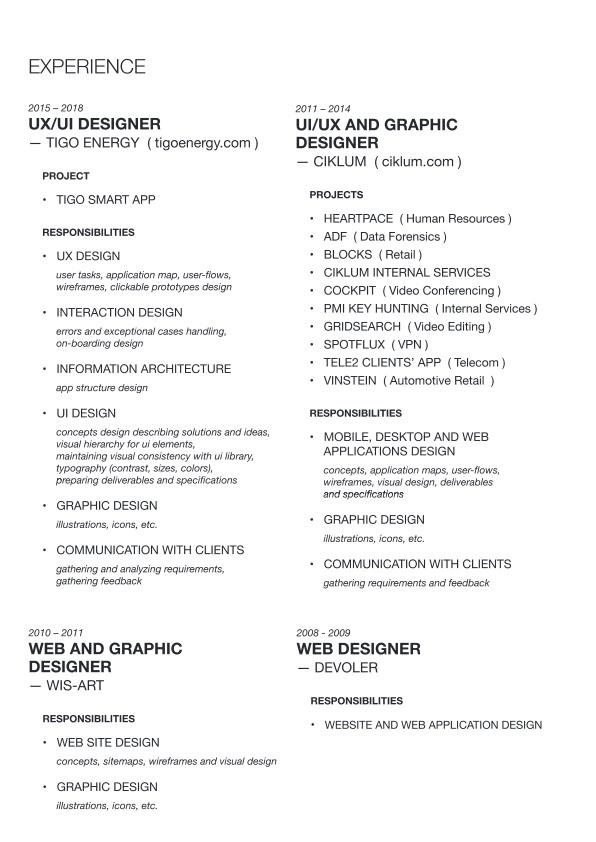 EXPERIENCE
2015 – 2018
UX/UI DESIGNER
— TIGO ENERGY ( tigoenergy.com )
PROJECT
• TIGO SMART APP
RESPONSIBILITIES
• UX DESIGN
user tasks, application map, user-flows,
wireframes, clickable prototypes design
• INTERACTION DESIGN
errors and exceptional cases handling,
on-boarding design
• INFORMATION ARCHITECTURE
app structure design
• UI DESIGN
concepts design describing solutions and ideas,
visual hierarchy for ui elements,
maintaining visual consistency with ui library,
typography (contrast, sizes, colors),
preparing deliverables and specifications
• GRAPHIC DESIGN
illustrations, icons, etc.
• COMMUNICATION WITH CLIENTS
gathering and analyzing requirements,
gathering feedback
2011 – 2014
UI/UX AND GRAPHIC
DESIGNER
— CIKLUM ( ciklum.com )
PROJECTS
• HEARTPACE ( Human Resources )
• ADF ( Data Forensics )
• BLOCKS ( Retail )
• CIKLUM INTERNAL SERVICES
• COCKPIT ( Video Conferencing )
• PMI KEY HUNTING ( Internal Services )
• GRIDSEARCH ( Video Editing )
• SPOTFLUX ( VPN )
• TELE2 CLIENTS’ APP ( Telecom )
• VINSTEIN ( Automotive Retail )
RESPONSIBILITIES
• MOBILE, DESKTOP AND WEB
APPLICATIONS DESIGN
concepts, application maps, user-flows,
wireframes, visual design, deliverables
and specifications
• GRAPHIC DESIGN
illustrations, icons, etc.
• COMMUNICATION WITH CLIENTS
gathering requirements and feedback
2010 – 2011
WEB AND GRAPHIC
DESIGNER
— WIS-ART
RESPONSIBILITIES
• WEB SITE DESIGN
concepts, sitemaps, wireframes and visual design
• GRAPHIC DESIGN
illustrations, icons, etc.
2008 - 2009
WEB DESIGNER
— DEVOLER
RESPONSIBILITIES
• WEBSITE AND WEB APPLICATION DESIGN